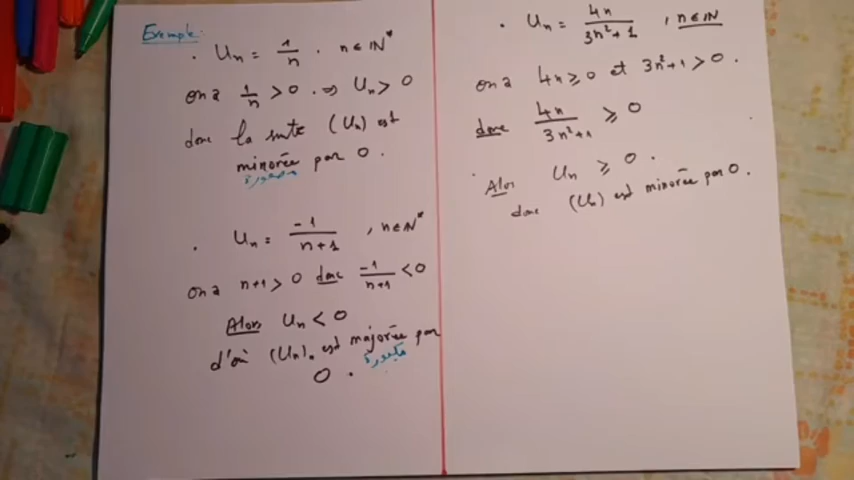 Exemple:
. Un = 1/n . n ∈ IN*
on a 1/n > 0 ⇒ Un > 0
donc la suite (Un) est
minorée par 0.
. Un = -1/(n+1) , n ∈ IN*
on a n+1 > 0 donc -1/(n+1) < 0
Alors Un < 0
d'où (Un)n est majorée par
0 .
. Un = 4n/(3n²+1) , n ∈ IN
on a 4n ≥ 0 et 3n²+1 > 0 .
donc 4n/(3n²+1) ≥ 0
. Alors Un ≥ 0 .
donc (Un) est minorée par 0 .